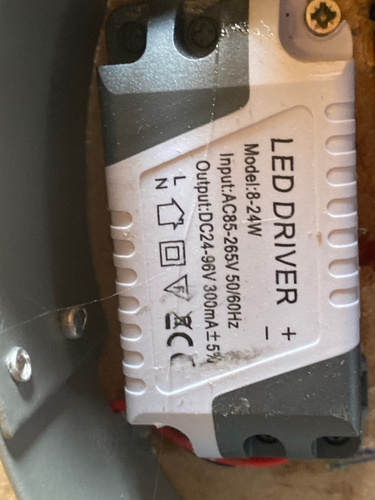 LED DRIVER
Model:8-24W
Input:AC85-265V 50/60Hz
Output:DC24-96V 300mA±5%
L
N
+
−
F
CE